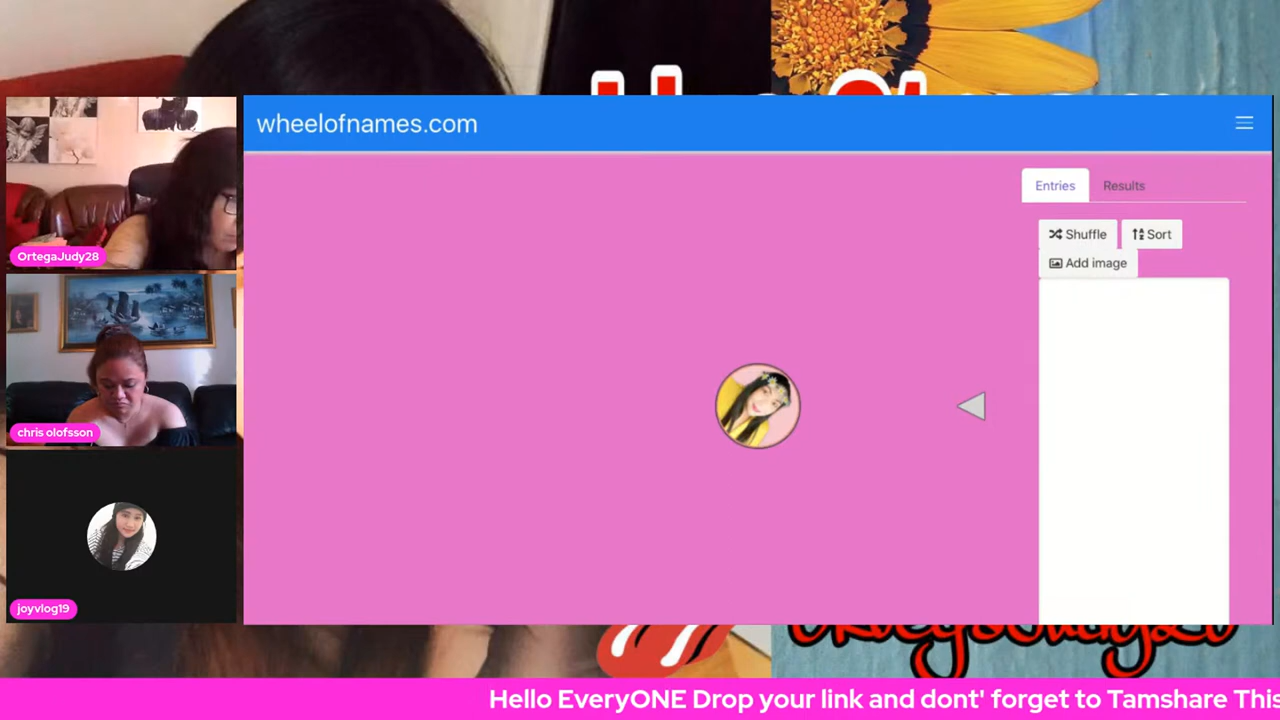 wheelofnames.com
Entries
Results
Shuffle
Sort
Add image
OrtegaJudy28
chris olofsson
joyvlog19
Hello EveryONE Drop your link and dont' forget to Tamshare This